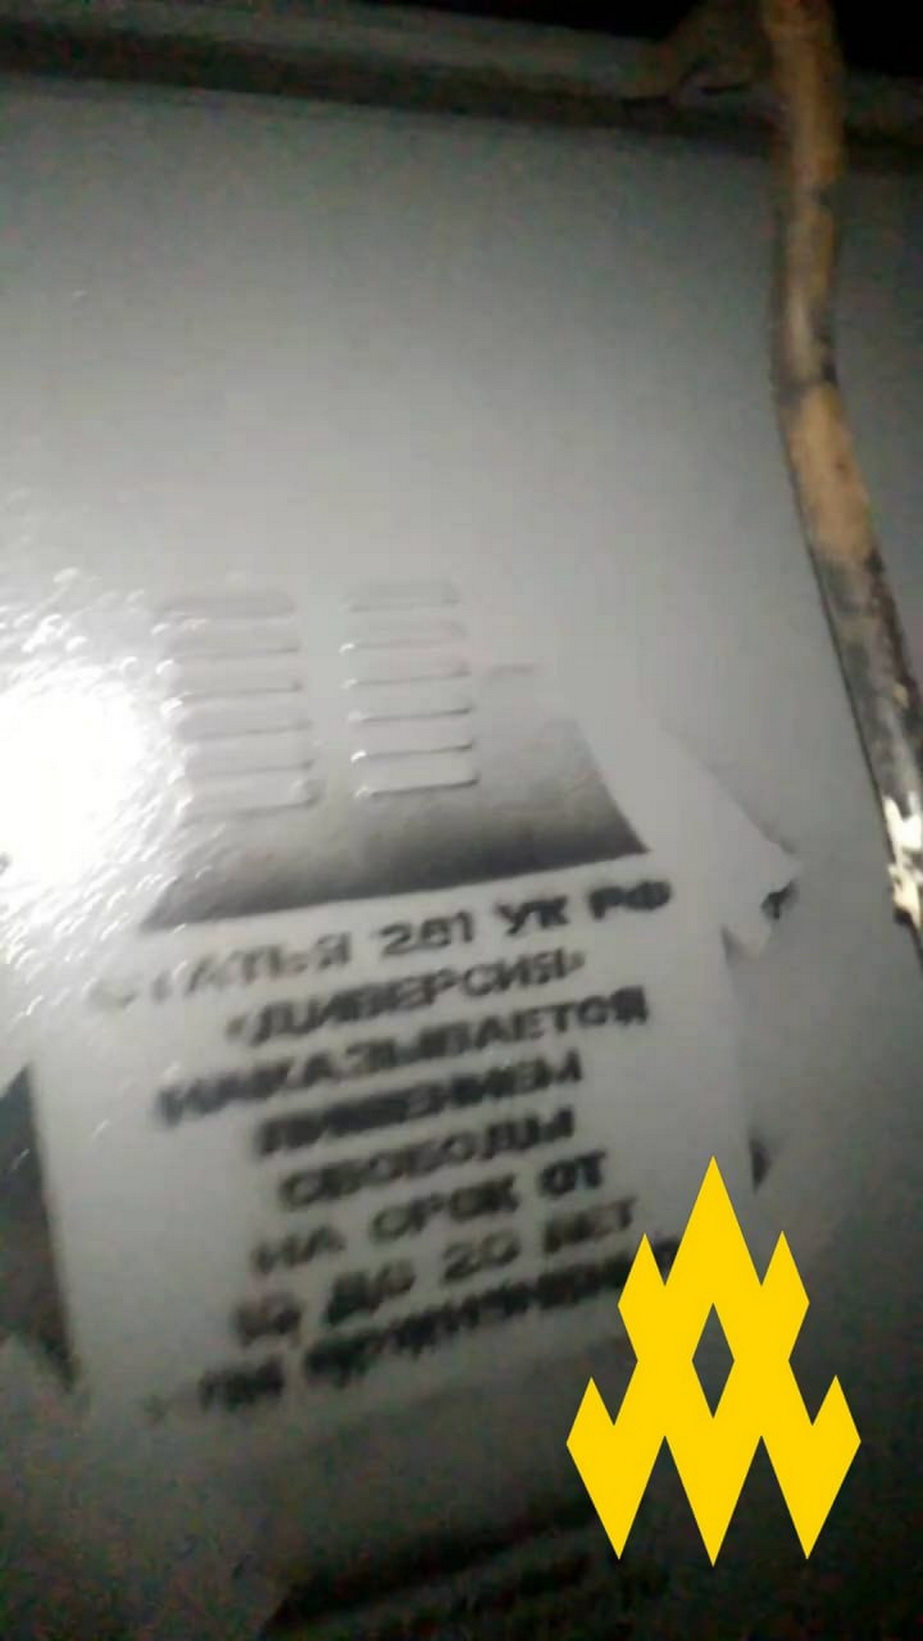 СТАТЬЯ 281 УК РФ
«ДИВЕРСИЯ»
НАКАЗЫВАЕТСЯ
ЛИШЕНИЕМ
СВОБОДЫ
НА СРОК ОТ
10 ДО 20 ЛЕТ